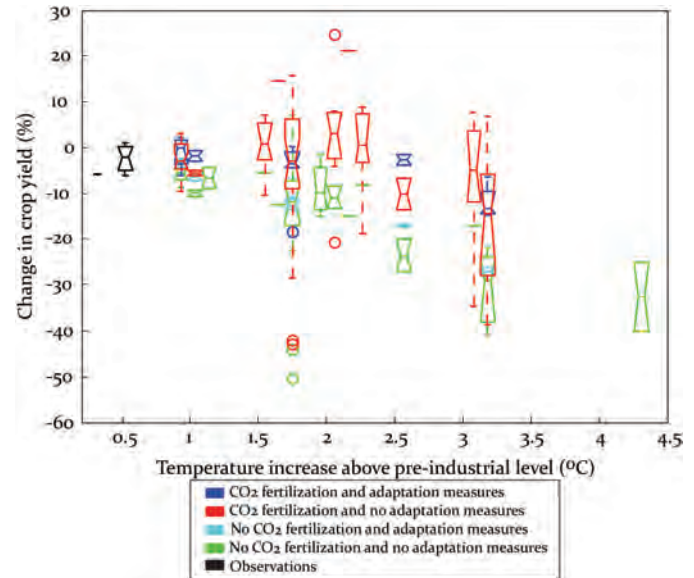 30
20
10
0
-10
-20
-30
-40
-50
-60
Change in crop yield (%)
0.5 1 1.5 2 2.5 3 3.5 4 4.5
Temperature increase above pre-industrial level (ºC)
CO2 fertilization and adaptation measures
CO2 fertilization and no adaptation measures
No CO2 fertilization and adaptation measures
No CO2 fertilization and no adaptation measures
Observations